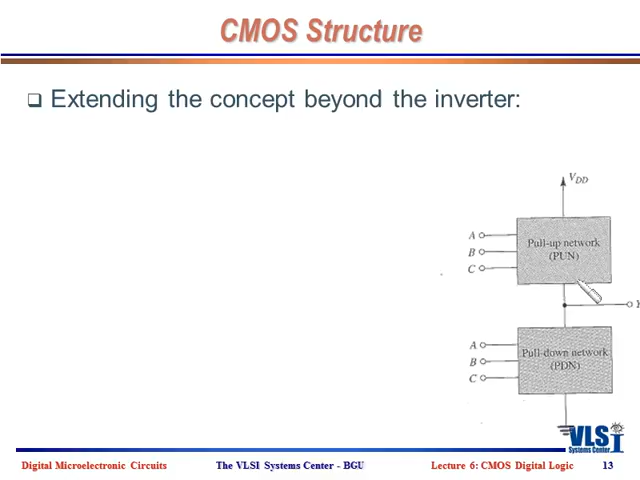 CMOS Structure
Extending the concept beyond the inverter:
VDD
A
B
C
Pull-up network
(PUN)
Y
A
B
C
Pull-down network
(PDN)
VLSI
Systems Center
Digital Microelectronic Circuits
The VLSI Systems Center - BGU
Lecture 6: CMOS Digital Logic
13